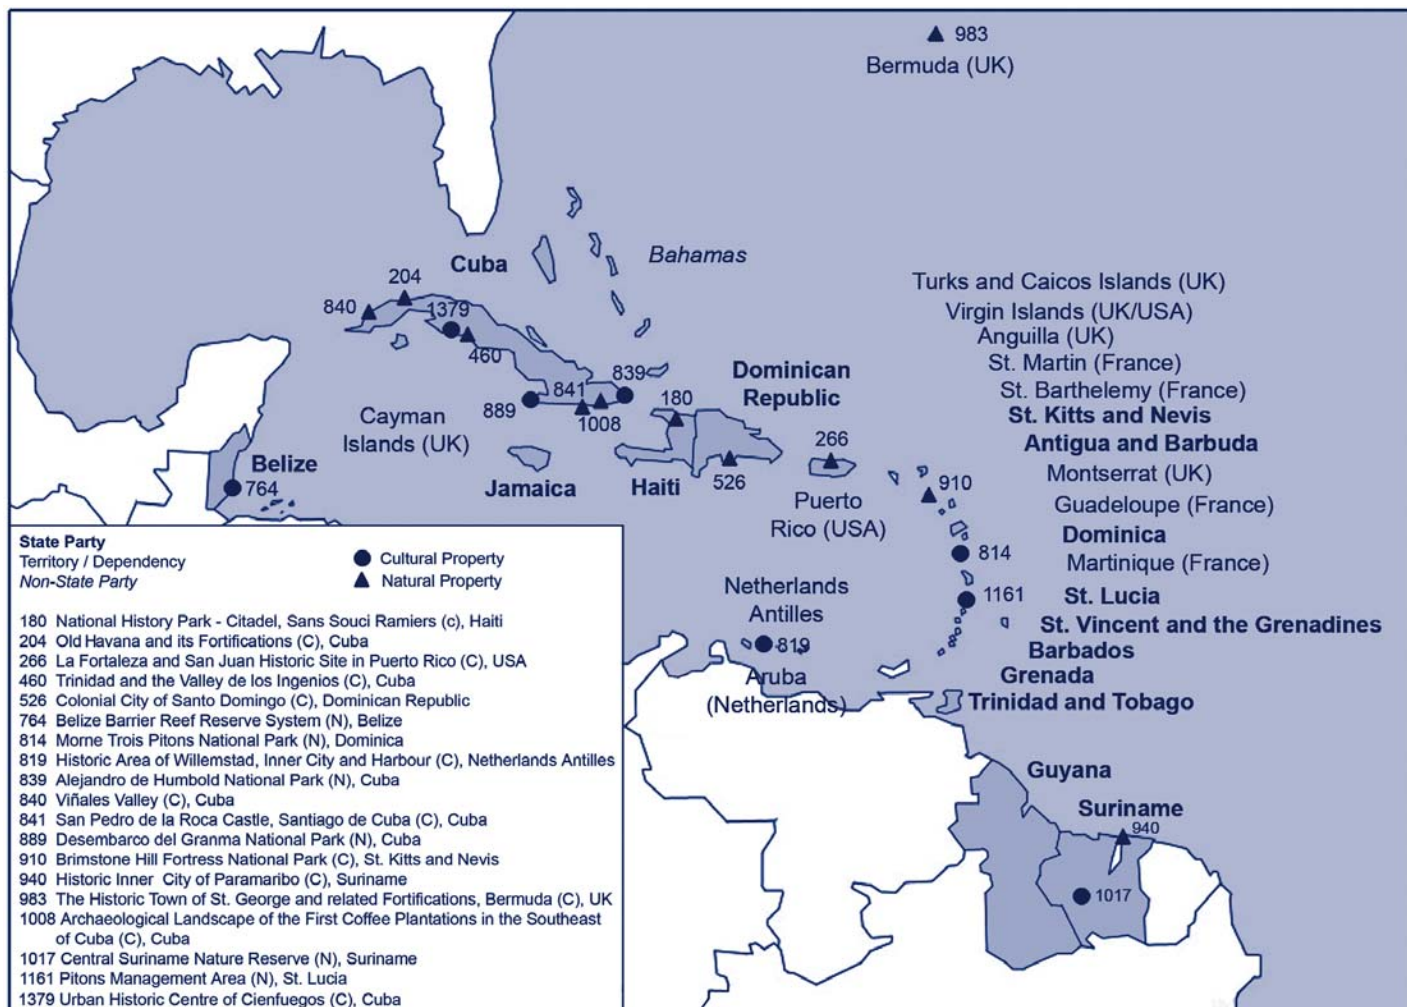 983
Bermuda (UK)
Bahamas
Cuba
204
840
1379
460
839
841
889
1008
180
Dominican
Republic
Turks and Caicos Islands (UK)
Virgin Islands (UK/USA)
Anguilla (UK)
St. Martin (France)
St. Barthelemy (France)
St. Kitts and Nevis
Antigua and Barbuda
Montserrat (UK)
Guadeloupe (France)
Dominica
Martinique (France)
St. Lucia
St. Vincent and the Grenadines
Barbados
Grenada
Trinidad and Tobago
Cayman
Islands (UK)
Belize
764
Jamaica
Haiti
526
266
Puerto
Rico (USA)
910
814
1161
Netherlands
Antilles
819
Aruba
(Netherlands)
Guyana
Suriname
940
1017
State Party
Territory / Dependency
Non-State Party
Cultural Property
Natural Property
180 National History Park - Citadel, Sans Souci Ramiers (c), Haiti
204 Old Havana and its Fortifications (C), Cuba
266 La Fortaleza and San Juan Historic Site in Puerto Rico (C), USA
460 Trinidad and the Valley de los Ingenios (C), Cuba
526 Colonial City of Santo Domingo (C), Dominican Republic
764 Belize Barrier Reef Reserve System (N), Belize
814 Morne Trois Pitons National Park (N), Dominica
819 Historic Area of Willemstad, Inner City and Harbour (C), Netherlands Antilles
839 Alejandro de Humbold National Park (N), Cuba
840 Viñales Valley (C), Cuba
841 San Pedro de la Roca Castle, Santiago de Cuba (C), Cuba
889 Desembarco del Granma National Park (N), Cuba
910 Brimstone Hill Fortress National Park (C), St. Kitts and Nevis
940 Historic Inner City of Paramaribo (C), Suriname
983 The Historic Town of St. George and related Fortifications, Bermuda (C), UK
1008 Archaeological Landscape of the First Coffee Plantations in the Southeast
of Cuba (C), Cuba
1017 Central Suriname Nature Reserve (N), Suriname
1161 Pitons Management Area (N), St. Lucia
1379 Urban Historic Centre of Cienfuegos (C), Cuba